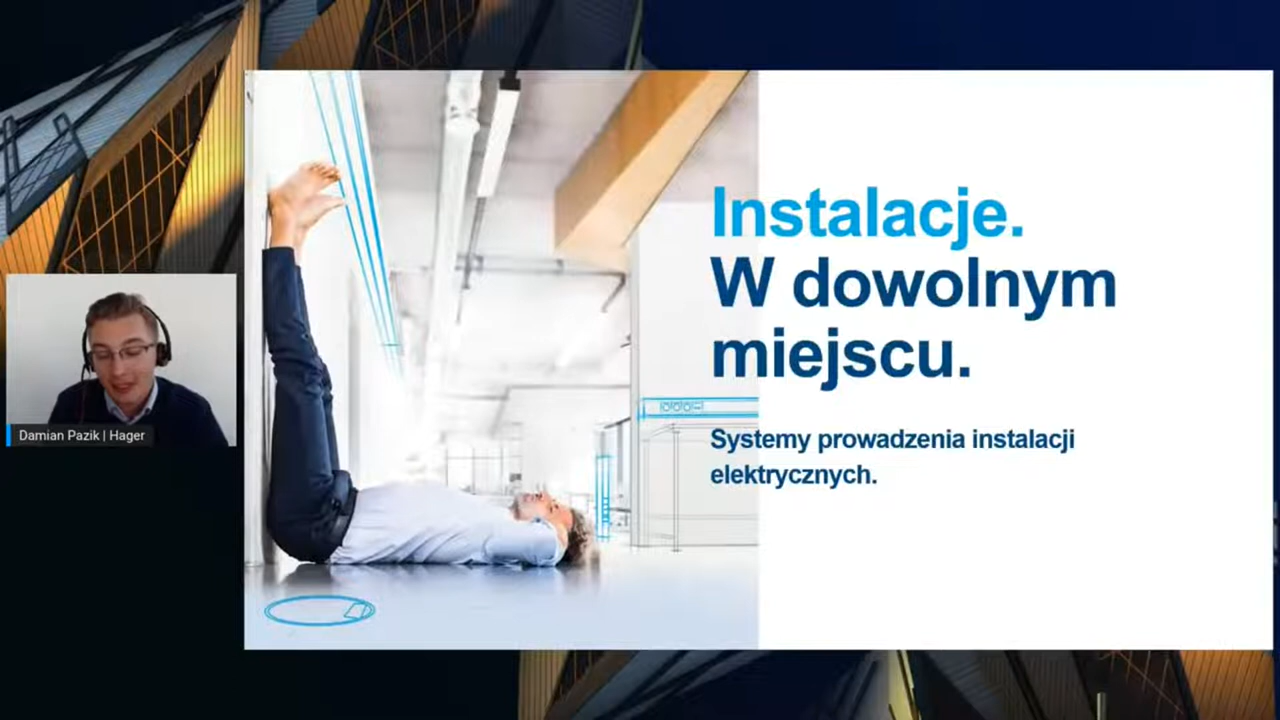 Instalacje.
W dowolnym
miejscu.
Systemy prowadzenia instalacji
elektrycznych.
Damian Pazik | Hager